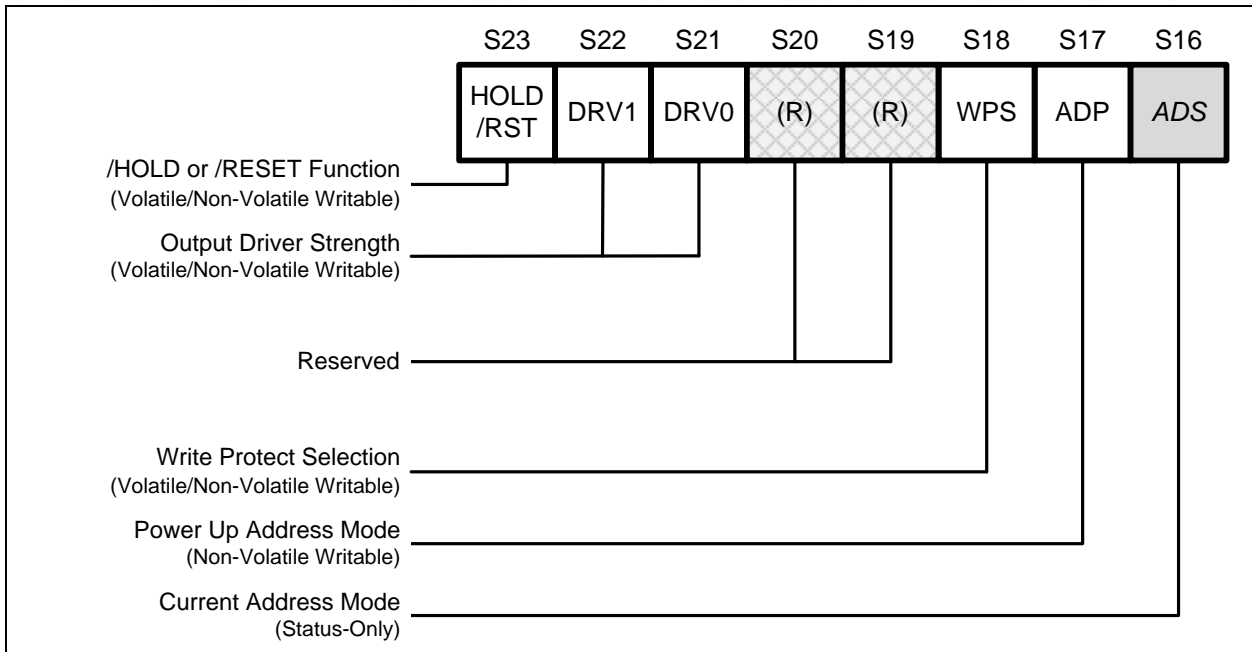 S23 S22 S21 S20 S19 S18 S17 S16
HOLD
/RST DRV1 DRV0 (R) (R) WPS ADP ADS
/HOLD or /RESET Function
(Volatile/Non-Volatile Writable)
Output Driver Strength
(Volatile/Non-Volatile Writable)
Reserved
Write Protect Selection
(Volatile/Non-Volatile Writable)
Power Up Address Mode
(Non-Volatile Writable)
Current Address Mode
(Status-Only)